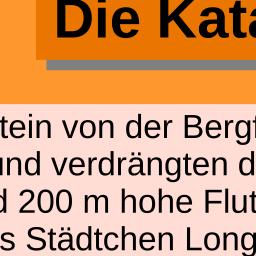 Die Kata
tein von der Bergf
und verdrängten d
d 200 m hohe Flut
s Städtchen Long